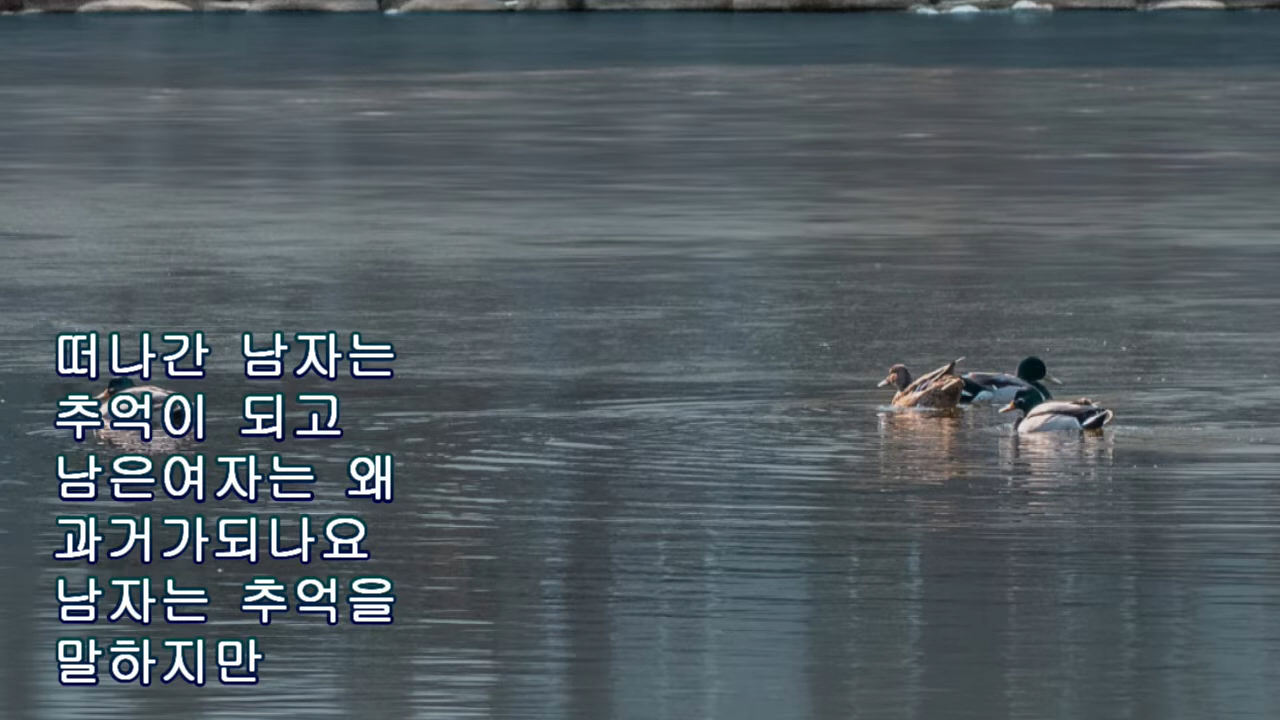 떠나간 남자는
추억이 되고
남은여자는 왜
과거가되나요
남자는 추억을
말하지만